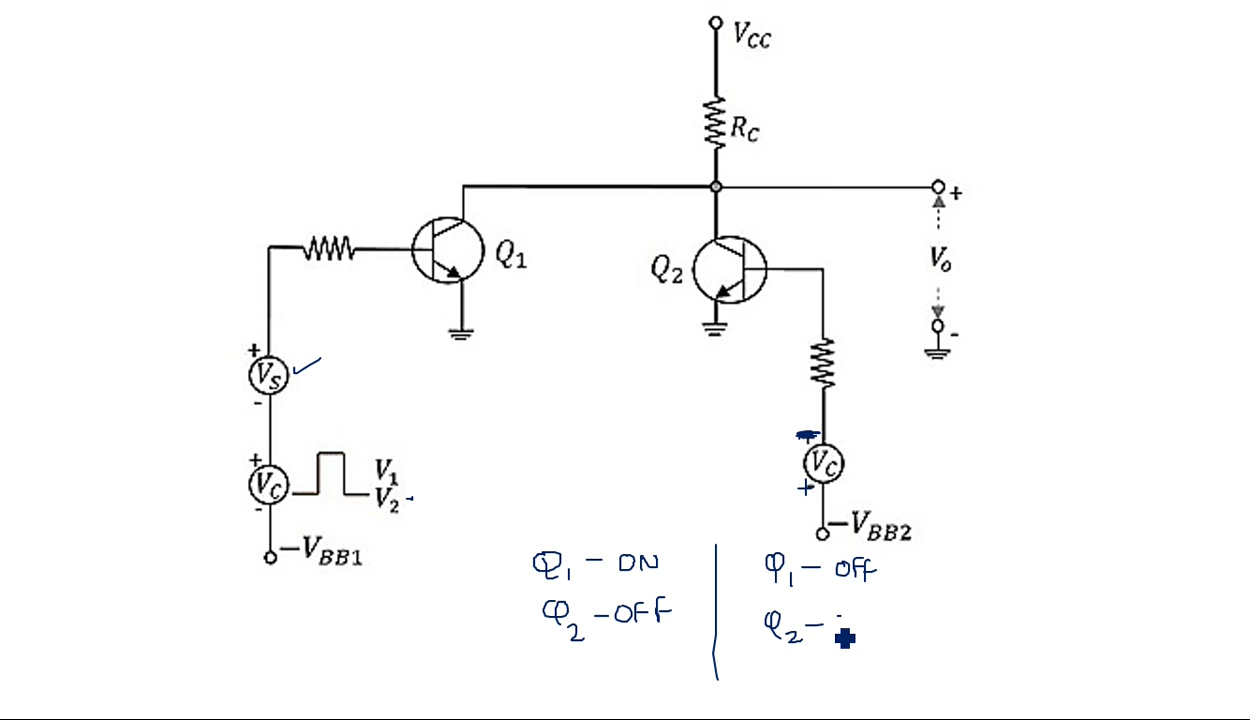 V_CC
R_C
Q_1
Q_2
+
V_o
-
+
V_S
-
+
V_C
-
V_1
V_2
-V_BB1
V_C
+
-V_BB2
Q_1 - ON
Q_2 - OFF
Q_1 - OFF
Q_2 -